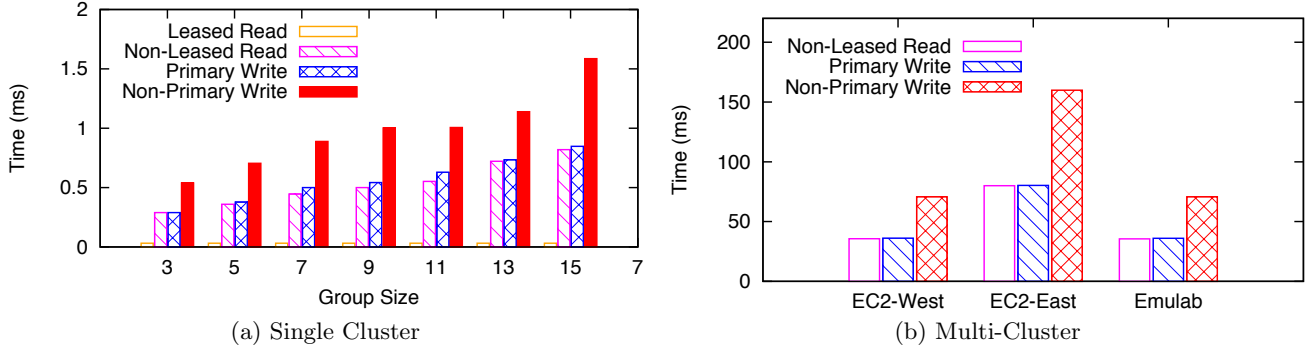 2
1.5
1
0.5
0
Time (ms)
Leased Read
Non-Leased Read
Primary Write
Non-Primary Write
3 5 7 9 11 13 15 7
Group Size
(a) Single Cluster
200
150
100
50
0
Time (ms)
Non-Leased Read
Primary Write
Non-Primary Write
EC2-West EC2-East Emulab
(b) Multi-Cluster